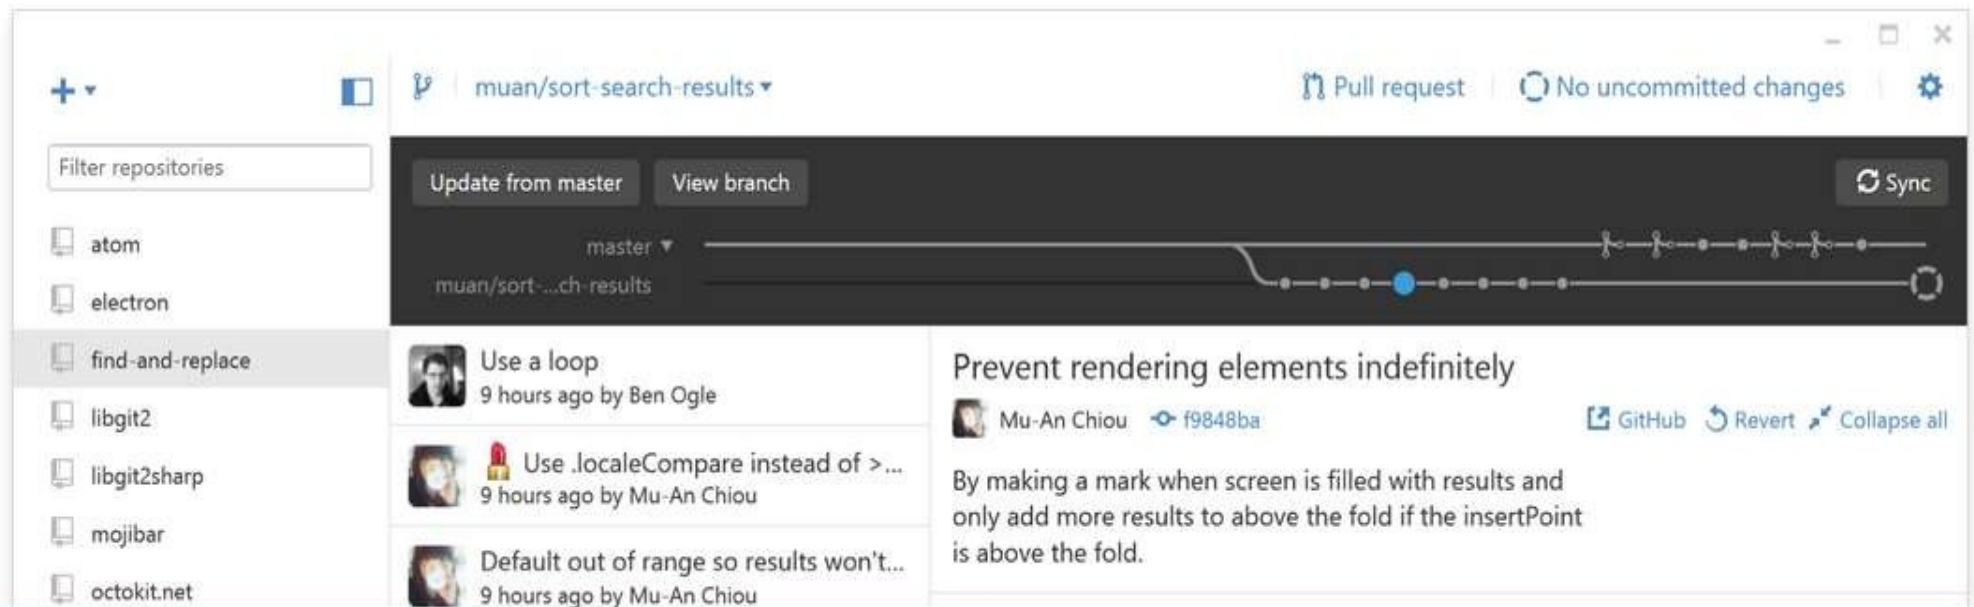 muan/sort-search-results
Pull request
No uncommitted changes
Filter repositories
atom
electron
find-and-replace
libgit2
libgit2sharp
mojibar
octokit.net
Update from master
View branch
Sync
master
muan/sort-...ch-results
Use a loop
9 hours ago by Ben Ogle
Use .localeCompare instead of >...
9 hours ago by Mu-An Chiou
Default out of range so results won't...
9 hours ago by Mu-An Chiou
Prevent rendering elements indefinitely
Mu-An Chiou f9848ba
GitHub Revert Collapse all
By making a mark when screen is filled with results and
only add more results to above the fold if the insertPoint
is above the fold.